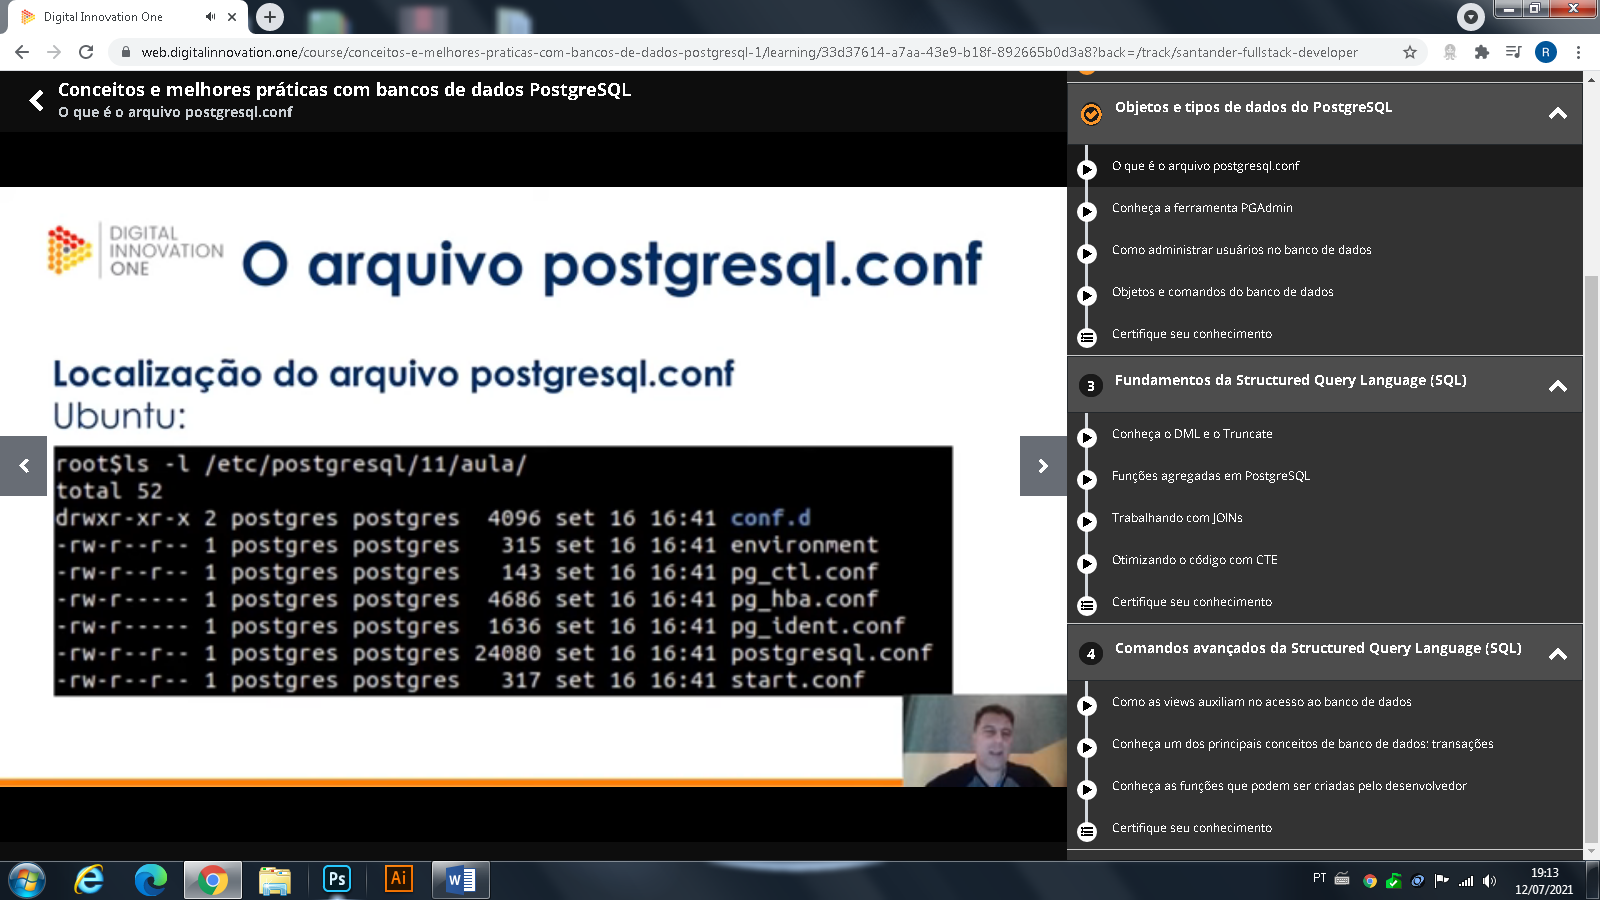 Digital Innovation One
web.digitalinnovation.one/course/conceitos-e-melhores-praticas-com-bancos-de-dados-postgresql-1/learning/33d37614-a7aa-43e9-b18f-892665b0d3a8?back=/track/santander-fullstack-developer
R
Conceitos e melhores práticas com bancos de dados PostgreSQL
O que é o arquivo postgresql.conf
DIGITAL
INNOVATION
ONE
O arquivo postgresql.conf
Localização do arquivo postgresql.conf
Ubuntu:
root$ls -l /etc/postgresql/11/aula/
total 52
drwxr-xr-x 2 postgres postgres 4096 set 16 16:41 conf.d
-rw-r--r-- 1 postgres postgres 315 set 16 16:41 environment
-rw-r--r-- 1 postgres postgres 143 set 16 16:41 pg_ctl.conf
-rw-r----- 1 postgres postgres 4686 set 16 16:41 pg_hba.conf
-rw-r----- 1 postgres postgres 1636 set 16 16:41 pg_ident.conf
-rw-r--r-- 1 postgres postgres 24080 set 16 16:41 postgresql.conf
-rw-r--r-- 1 postgres postgres 317 set 16 16:41 start.conf
Objetos e tipos de dados do PostgreSQL
O que é o arquivo postgresql.conf
Conheça a ferramenta PGAdmin
Como administrar usuários no banco de dados
Objetos e comandos do banco de dados
Certifique seu conhecimento
3 Fundamentos da Structured Query Language (SQL)
Conheça o DML e o Truncate
Funções agregadas em PostgreSQL
Trabalhando com JOINs
Otimizando o código com CTE
Certifique seu conhecimento
4 Comandos avançados da Structured Query Language (SQL)
Como as views auxiliam no acesso ao banco de dados
Conheça um dos principais conceitos de banco de dados: transações
Conheça as funções que podem ser criadas pelo desenvolvedor
Certifique seu conhecimento
Ps
Ai
W
PT
19:13
12/07/2021